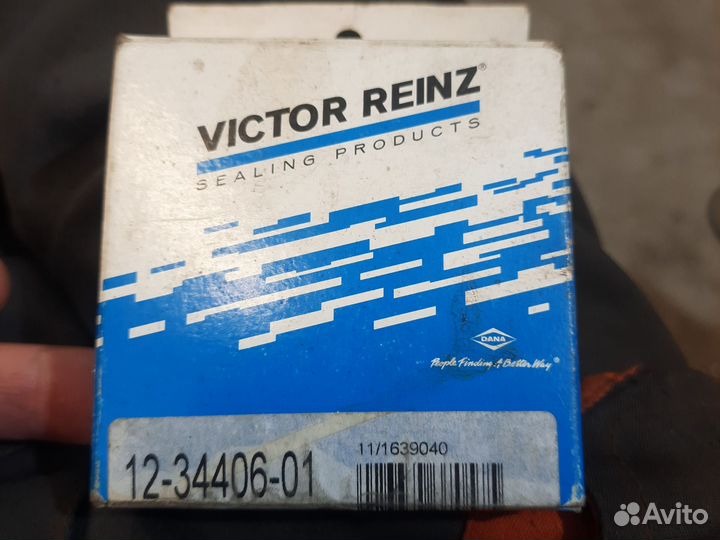 VICTOR REINZ®
SEALING PRODUCTS
DANA
People Finding A Better Way®
11/1639040
12-34406-01
Avito